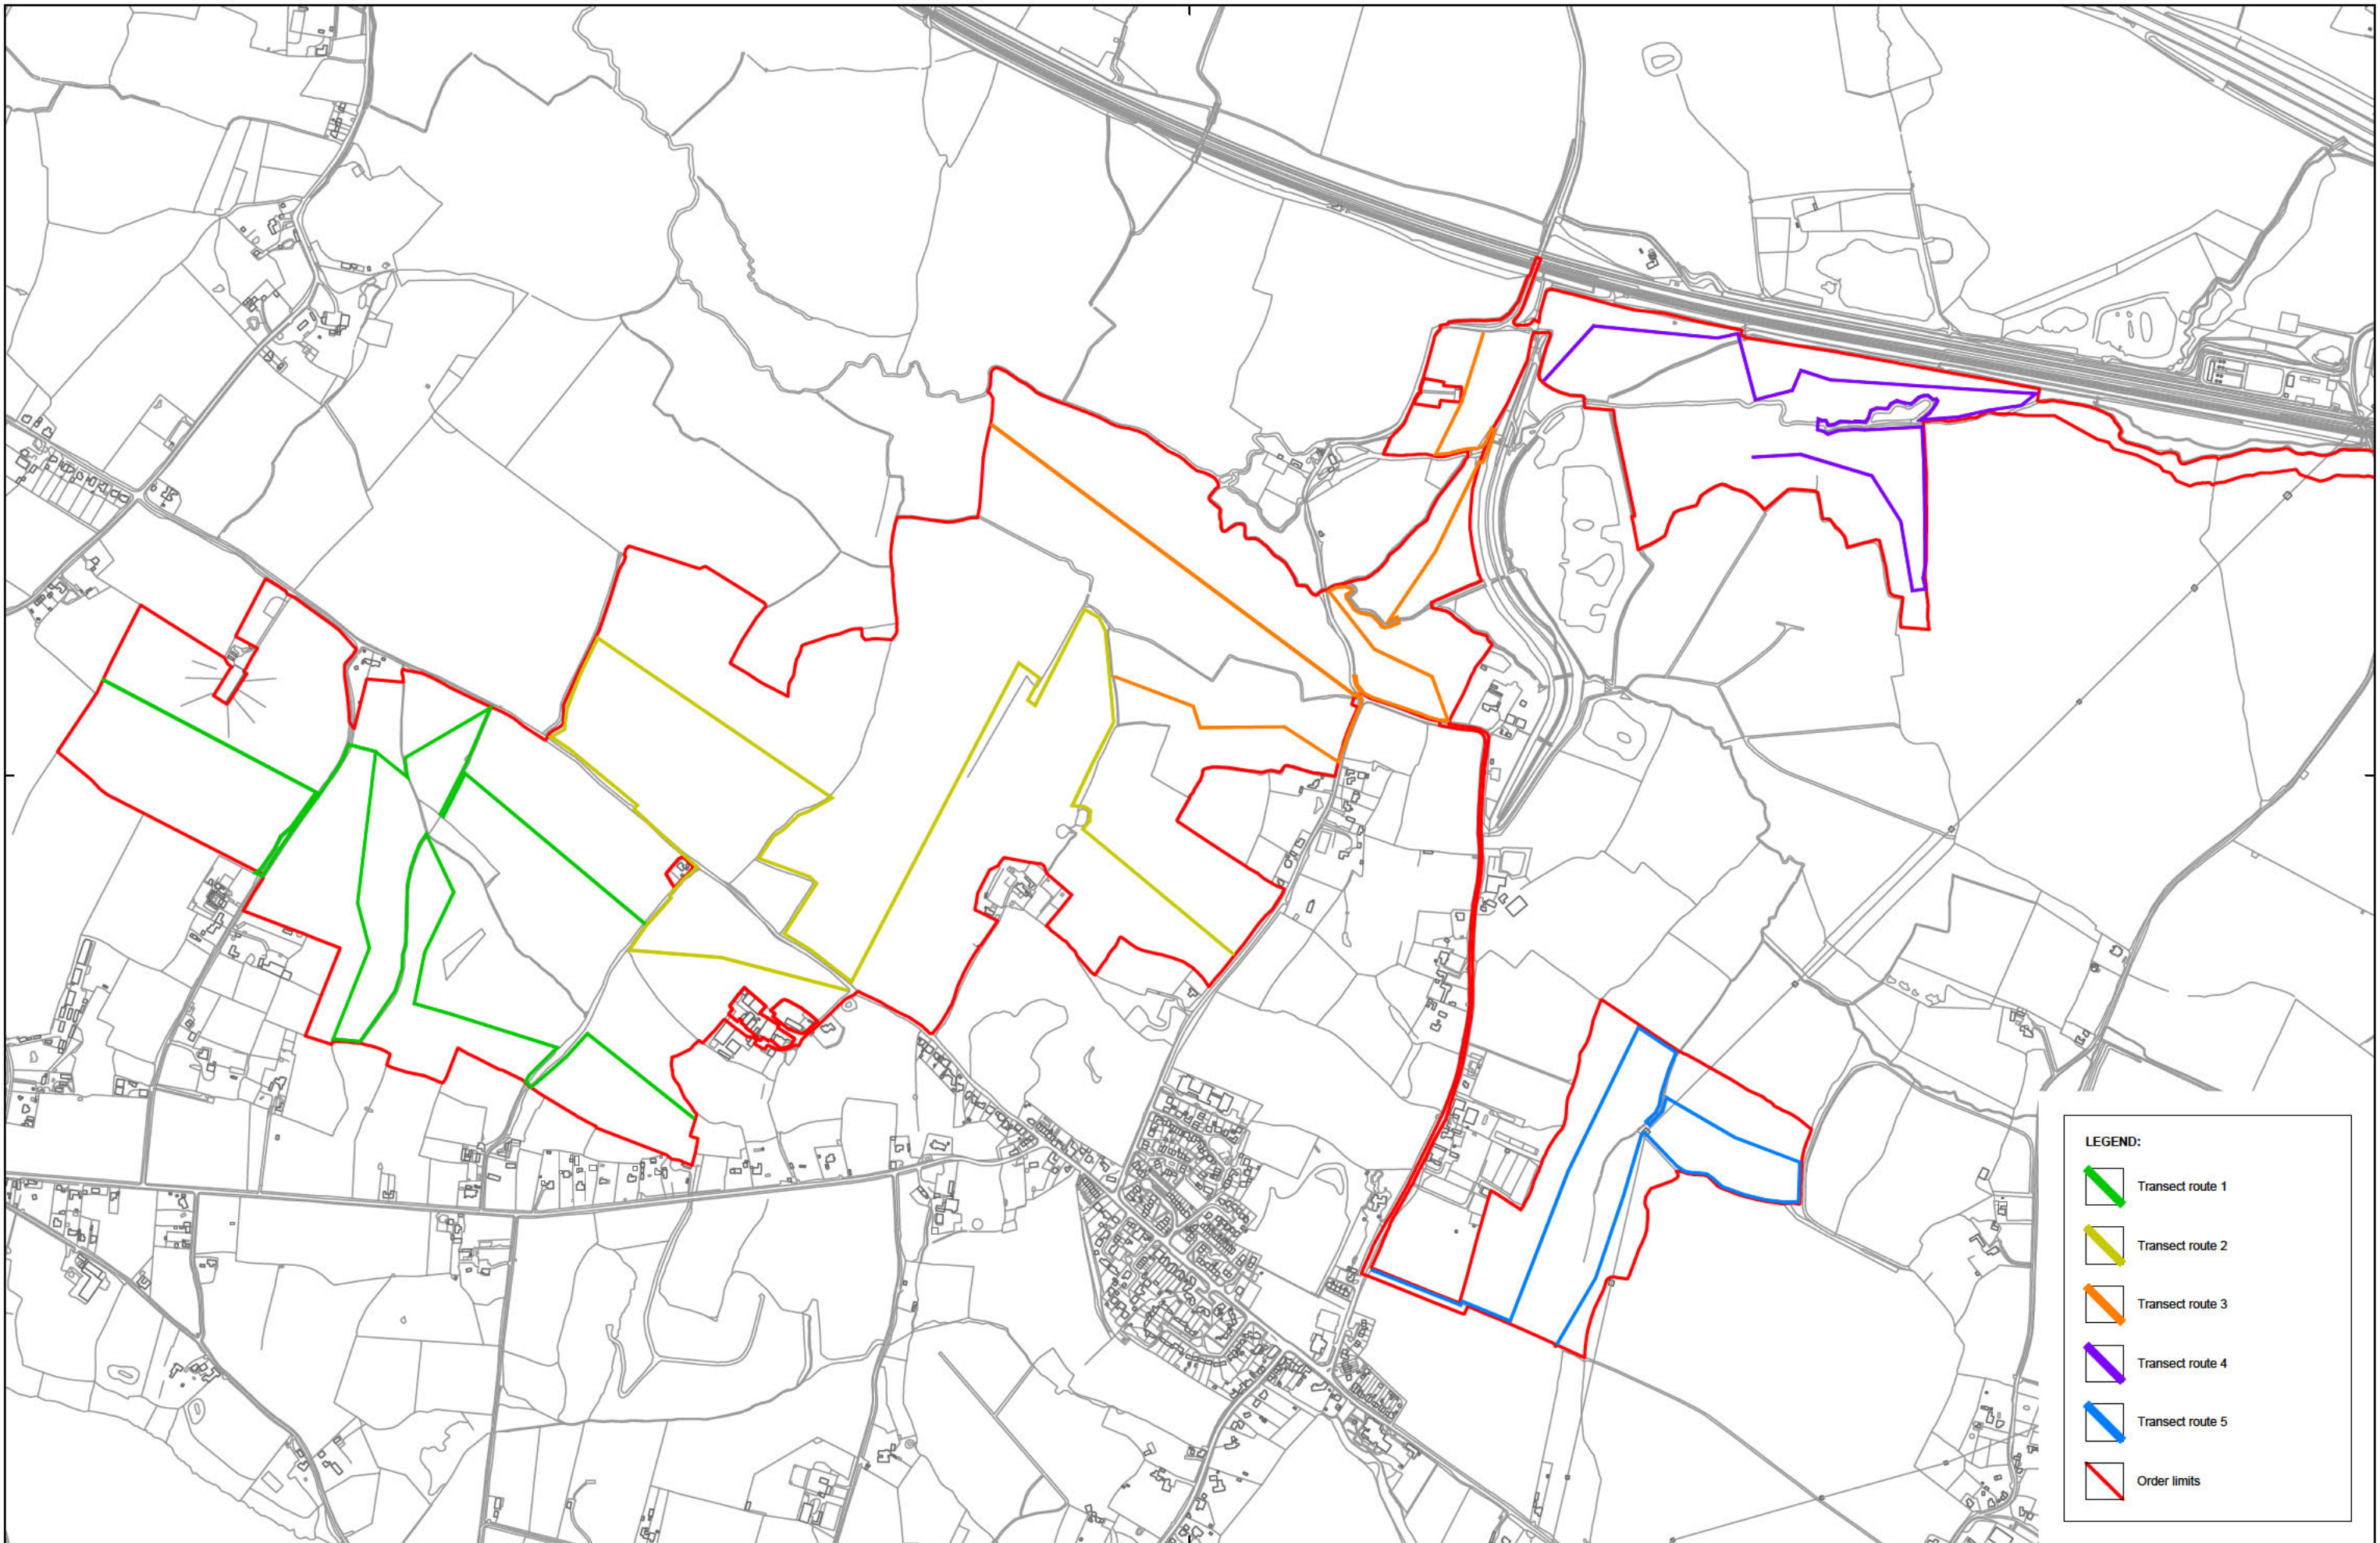 LEGEND:
Transect route 1
Transect route 2
Transect route 3
Transect route 4
Transect route 5
Order limits